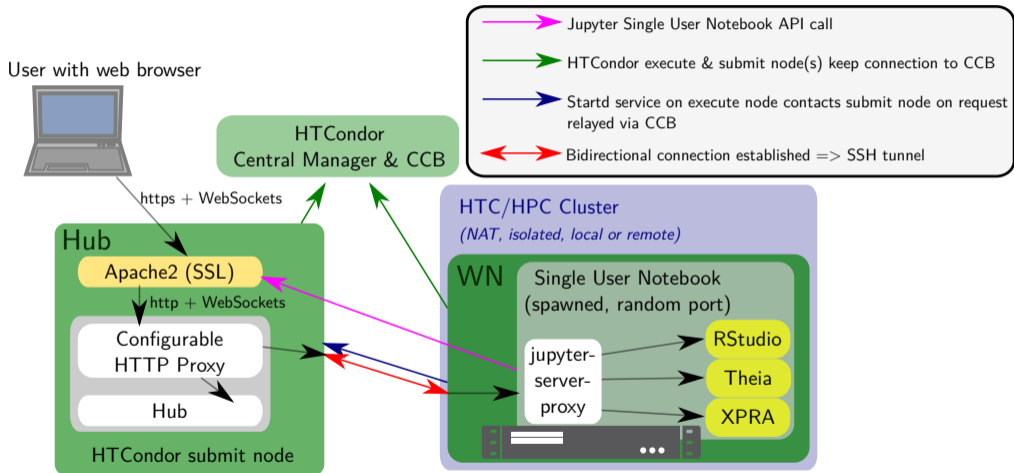 Jupyter Single User Notebook API call
HTCondor execute & submit node(s) keep connection to CCB
Startd service on execute node contacts submit node on request
relayed via CCB
Bidirectional connection established => SSH tunnel
User with web browser
HTCondor
Central Manager & CCB
https + WebSockets
HTC/HPC Cluster
(NAT, isolated, local or remote)
Hub
Apache2 (SSL)
http + WebSockets
Configurable
HTTP Proxy
Hub
HTCondor submit node
WN
Single User Notebook
(spawned, random port)
jupyter-
server-
proxy
RStudio
Theia
XPRA